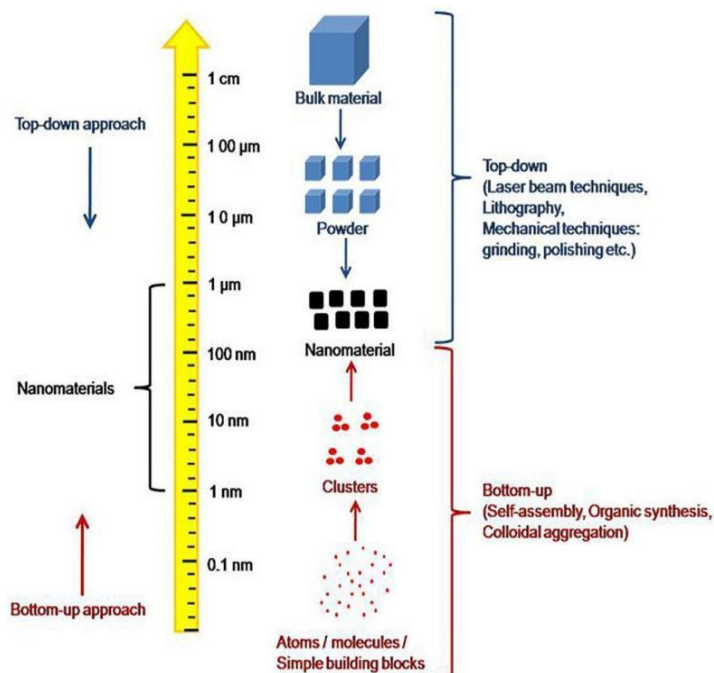 1 cm
Bulk material
Top-down approach
1 00 µm
Top-down
(Laser beam techniques,
Lithography,
Mechanical techniques:
grinding, polishing etc.)
10 µm
Powder
1 µm
Nanomaterial
100 nm
Nanomaterials
10 nm
Clusters
1 nm
Bottom-up
(Self-assembly, Organic synthesis,
Colloidal aggregation)
0.1 nm
Bottom-up approach
Atoms / molecules /
Simple building blocks